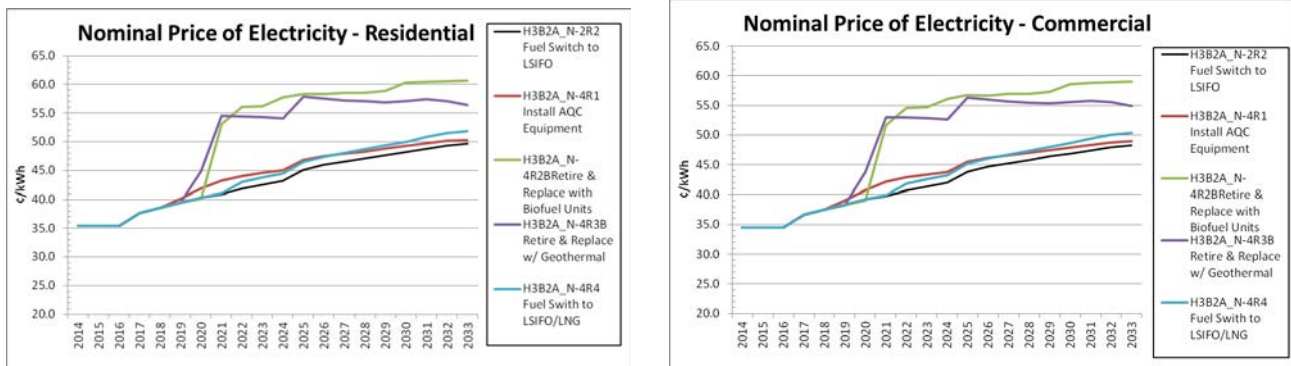 Nominal Price of Electricity - Residential
65.0
60.0
55.0
50.0
45.0
40.0
35.0
30.0
25.0
20.0
¢/kWh
2014
2015
2016
2017
2018
2019
2020
2021
2022
2023
2024
2025
2026
2027
2028
2029
2030
2031
2032
2033
H3B2A_N-2R2
Fuel Switch to
LSIFO
H3B2A_N-4R1
Install AQC
Equipment
H3B2A_N-
4R2BRetire &
Replace with
Biofuel Units
H3B2A_N-4R3B
Retire & Replace
w/ Geothermal
H3B2A_N-4R4
Fuel Swith to
LSIFO/LNG
Nominal Price of Electricity - Commercial
65.0
60.0
55.0
50.0
45.0
40.0
35.0
30.0
25.0
20.0
¢/kWh
2014
2015
2016
2017
2018
2019
2020
2021
2022
2023
2024
2025
2026
2027
2028
2029
2030
2031
2032
2033
H3B2A_N-2R2
Fuel Switch to
LSIFO
H3B2A_N-4R1
Install AQC
Equipment
H3B2A_N-
4R2BRetire &
Replace with
Biofuel Units
H3B2A_N-4R3B
Retire & Replace
w/ Geothermal
H3B2A_N-4R4
Fuel Swith to
LSIFO/LNG